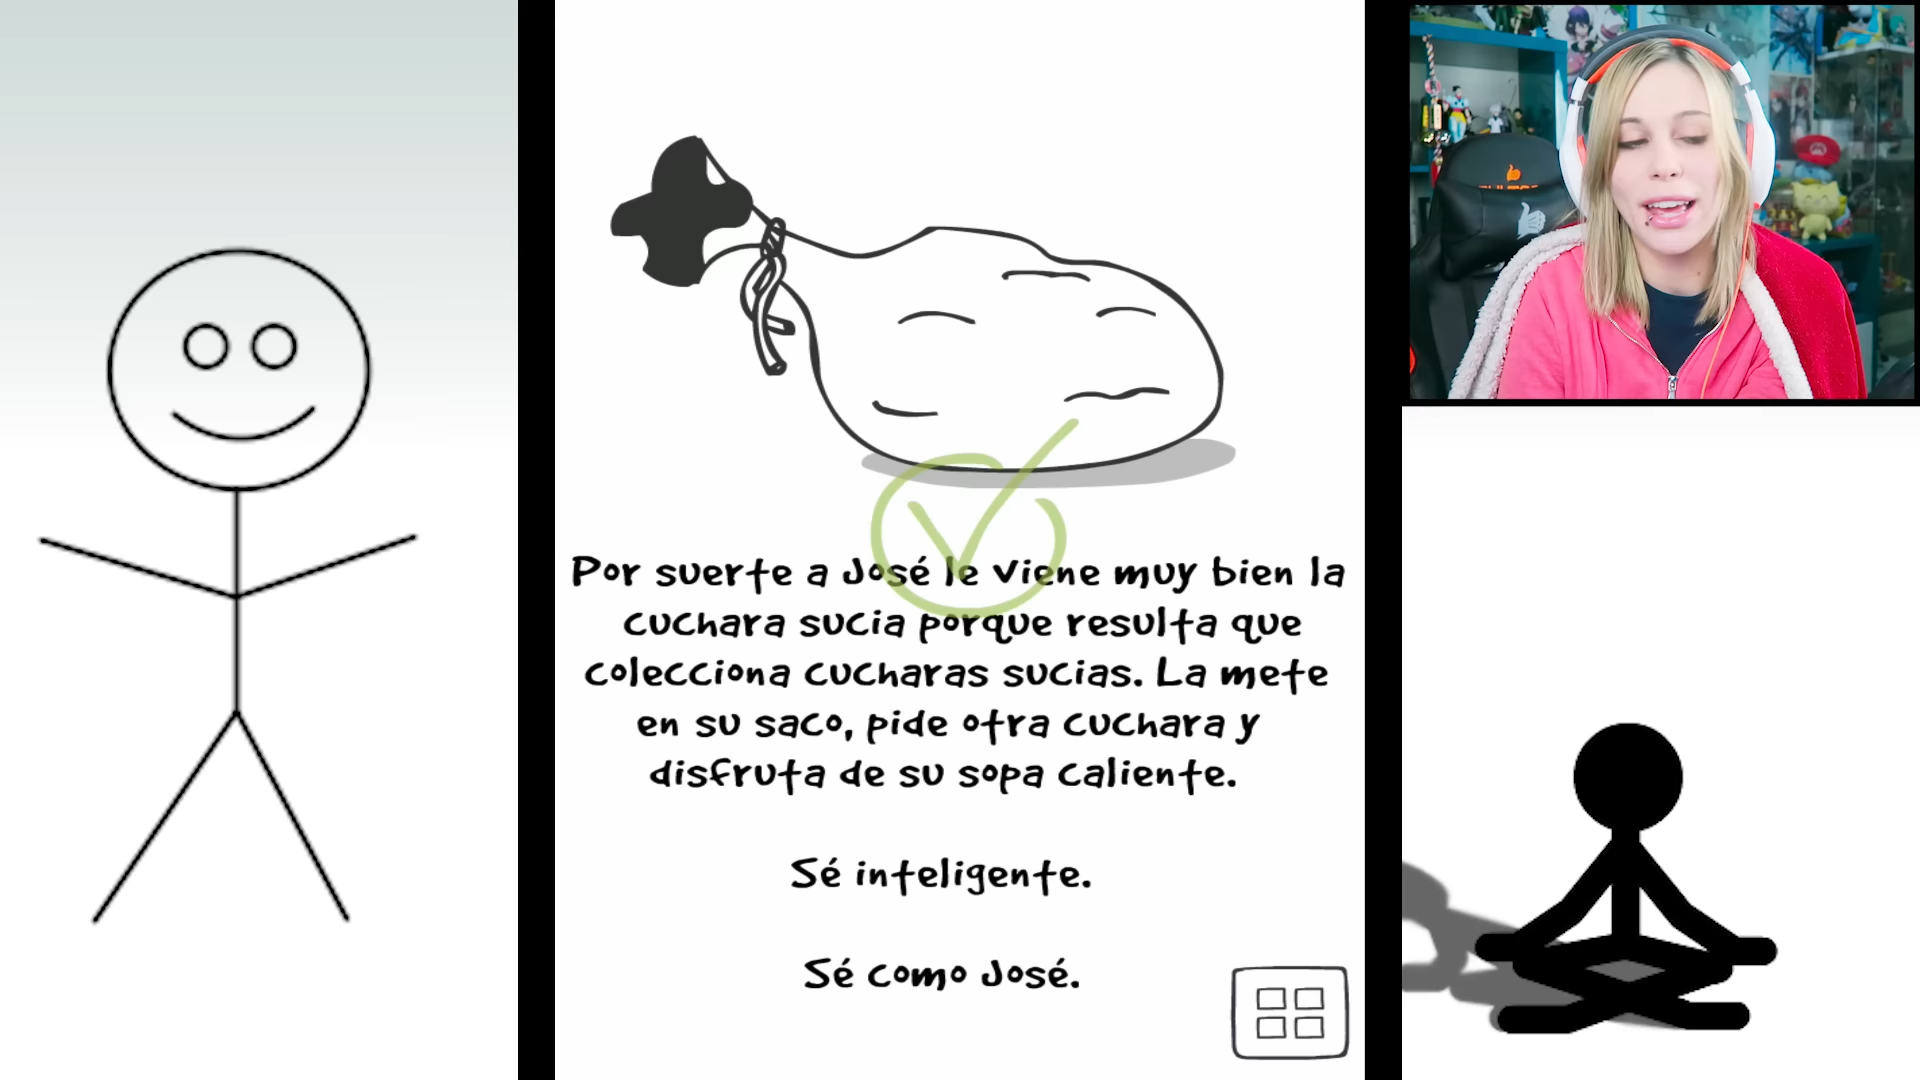 Por suerte a José le viene muy bien la
cuchara sucia porque resulta que
colecciona cucharas sucias. La mete
en su saco, pide otra cuchara y
disfruta de su sopa caliente.
Sé inteligente.
Sé como José.